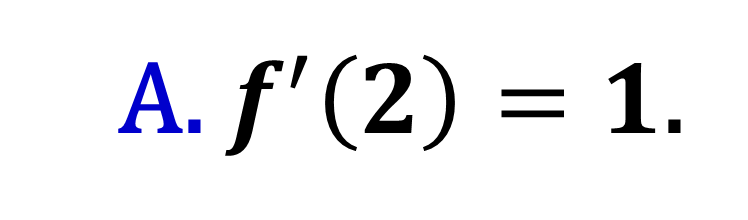 A. f'(2) = 1.